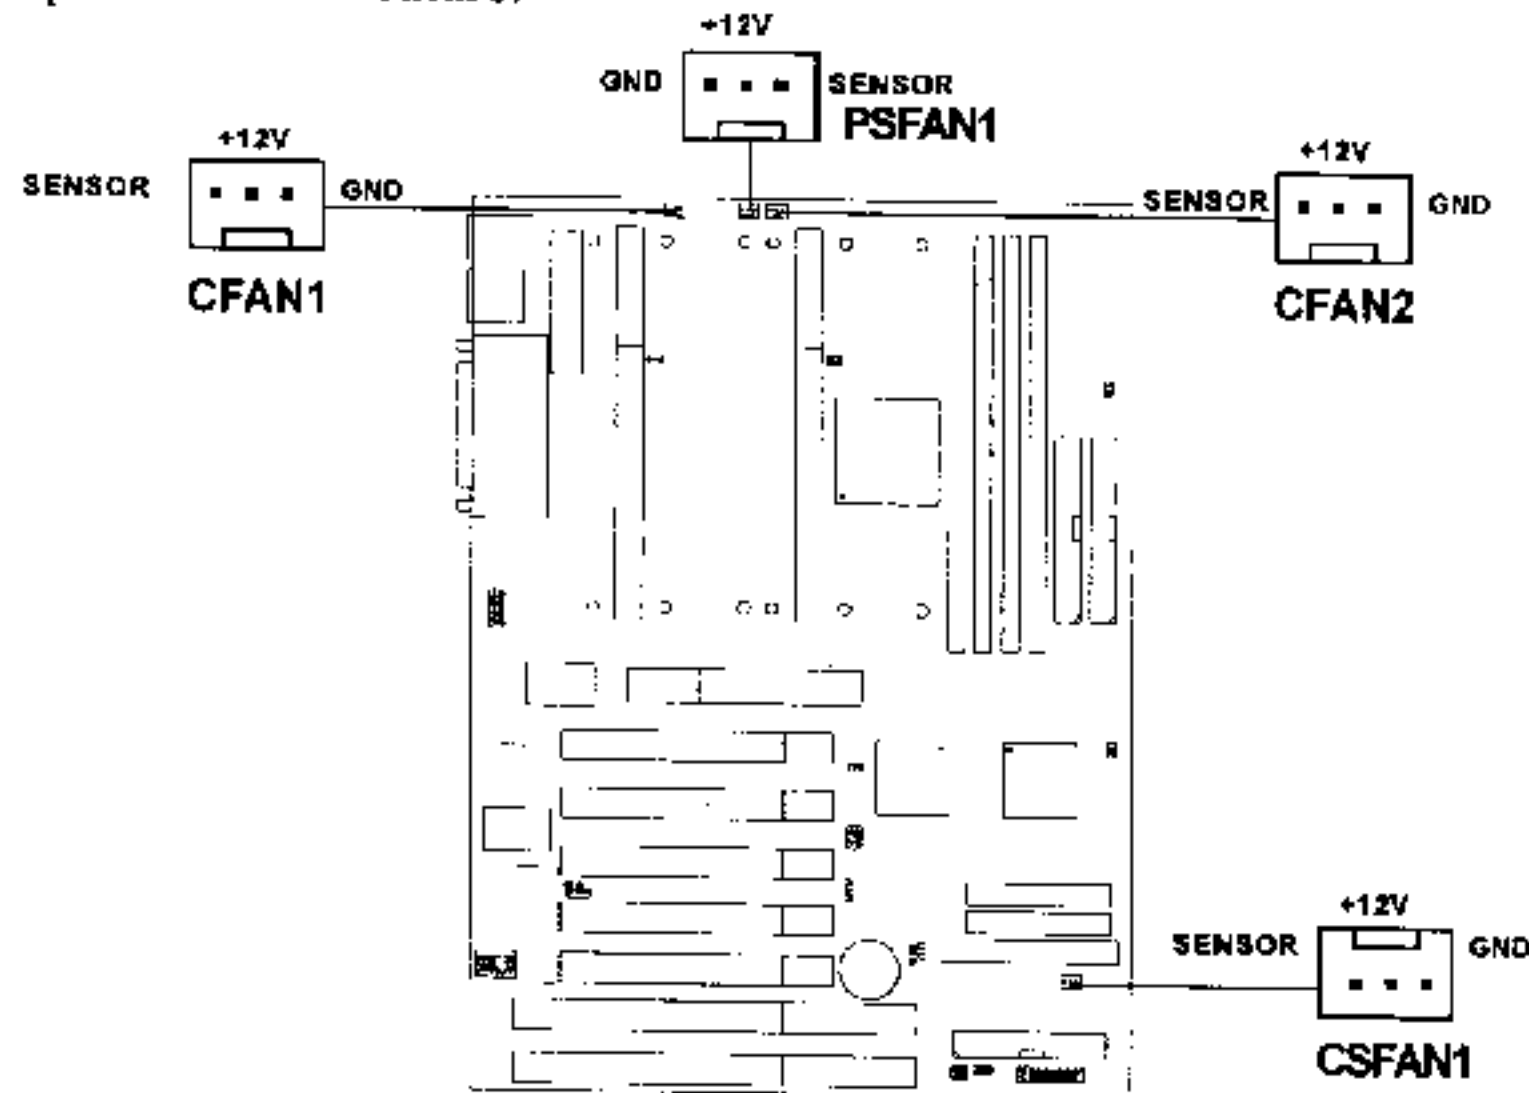 +12V
GND SENSOR
PSFAN1
+12V
SENSOR GND
CFAN1
+12V
SENSOR GND
CFAN2
+12V
SENSOR GND
CSFAN1